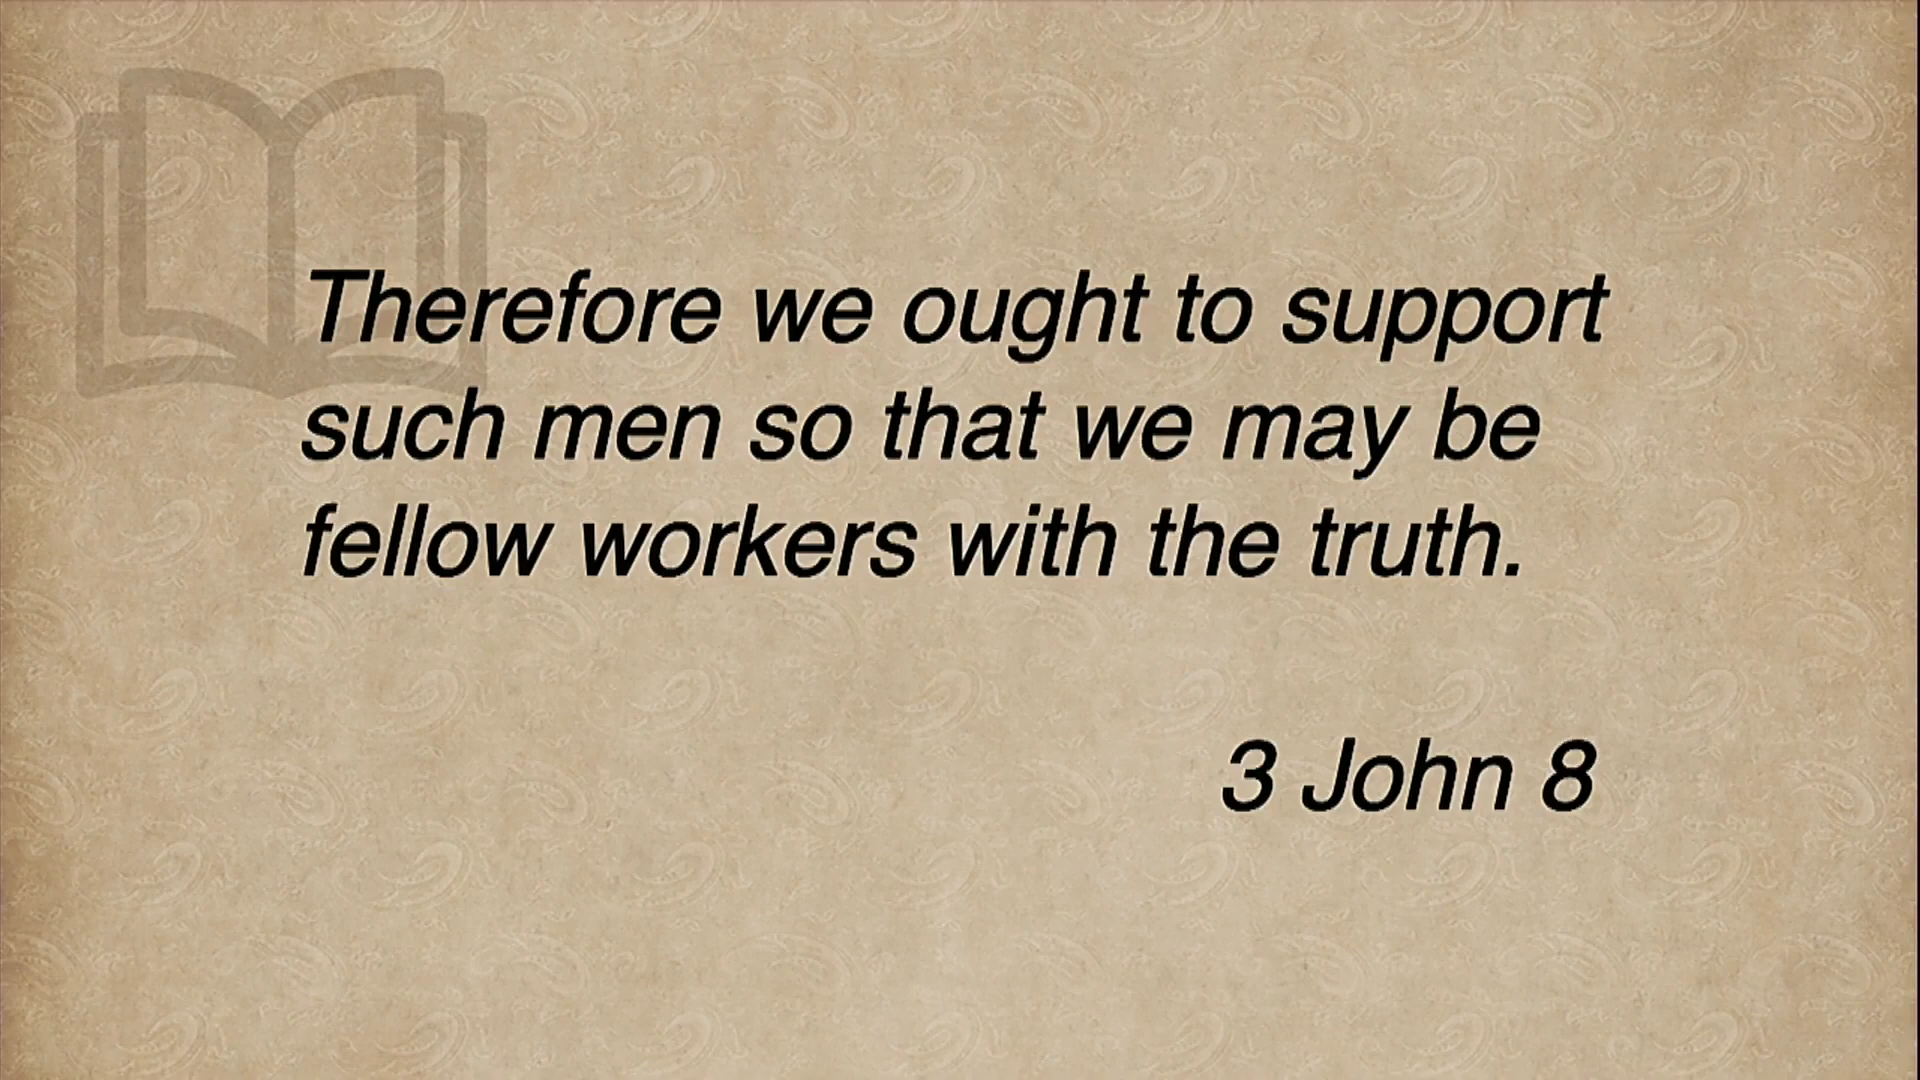 Therefore we ought to support
such men so that we may be
fellow workers with the truth.
3 John 8